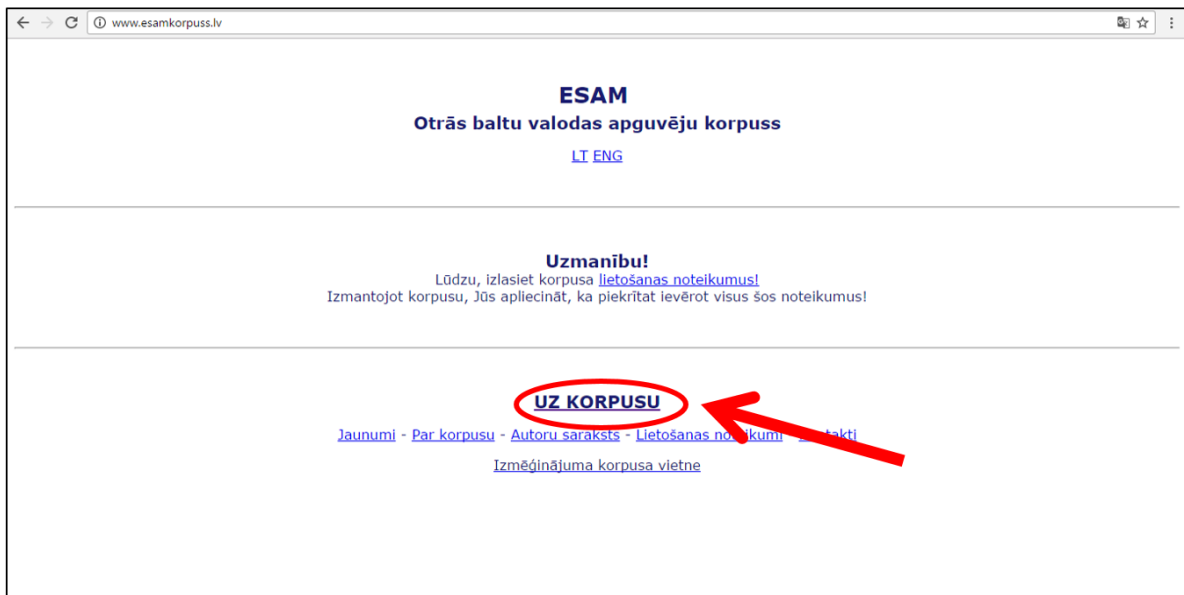 www.esamkorpuss.lv
ESAM
Otrās baltu valodas apguvēju korpuss
LT ENG
Uzmanību!
Lūdzu, izlasiet korpusa lietošanas noteikumus!
Izmantojot korpusu, Jūs apliecināt, ka piekrītat ievērot visus šos noteikumus!
UZ KORPUSU
Jaunumi - Par korpusu - Autoru saraksts - Lietošanas
Izmēģinājuma korpusa vietne